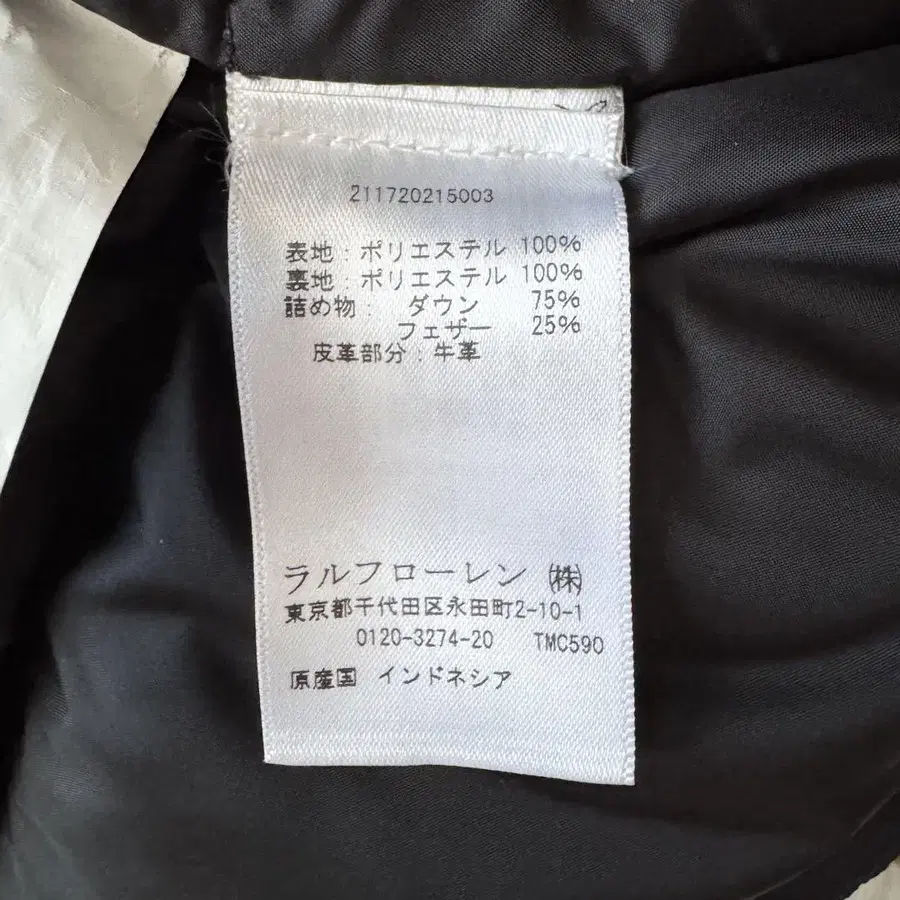 211720215003
表地：ポリエステル 100%
裏地：ポリエステル 100%
詰め物： ダウン 75%
フェザー 25%
皮革部分：牛革
ラルフローレン ㈱
東京都千代田区永田町2-10-1
0120-3274-20 TMC590
原産国 インドネシア